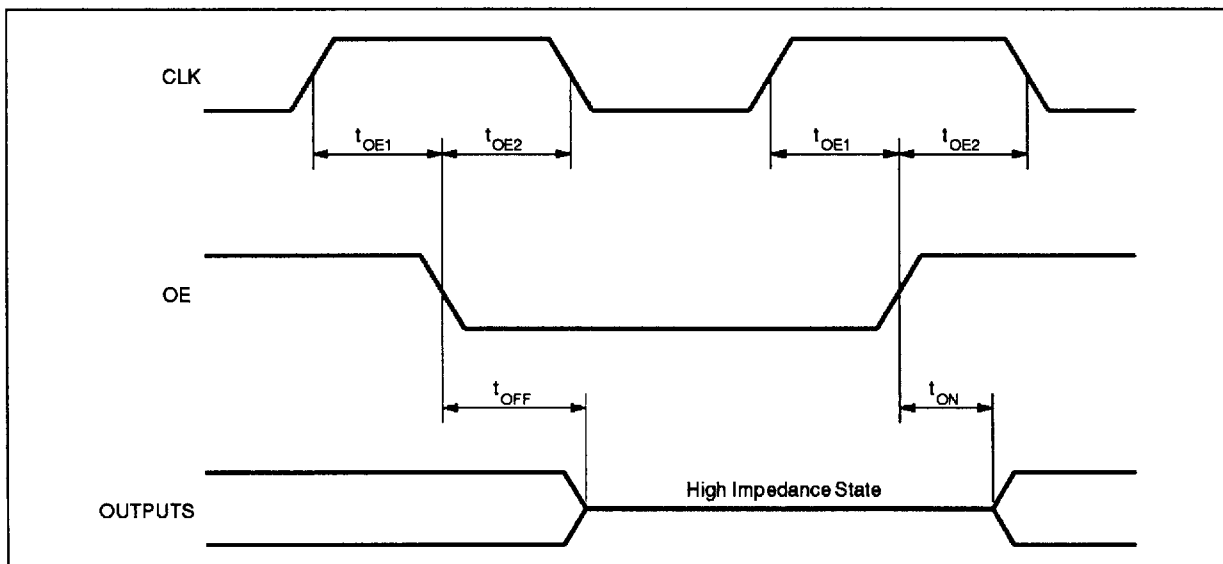 CLK
tOE1
tOE2
tOE1
tOE2
OE
tOFF
tON
High Impedance State
OUTPUTS